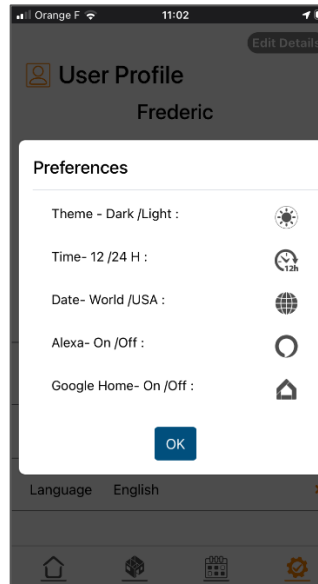 Orange F 11:02
Edit Details
User Profile
Frederic
Preferences
Theme - Dark /Light :
Time- 12 /24 H :
12h
Date- World /USA :
Alexa- On /Off :
Google Home- On /Off :
OK
Language English